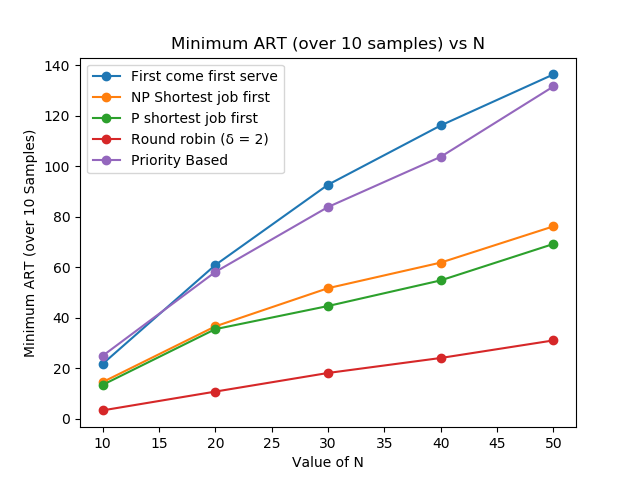 Minimum ART (over 10 samples) vs N
Minimum ART (over 10 Samples)
140
120
100
80
60
40
20
0
First come first serve
NP Shortest job first
P shortest job first
Round robin (δ = 2)
Priority Based
10 15 20 25 30 35 40 45 50
Value of N